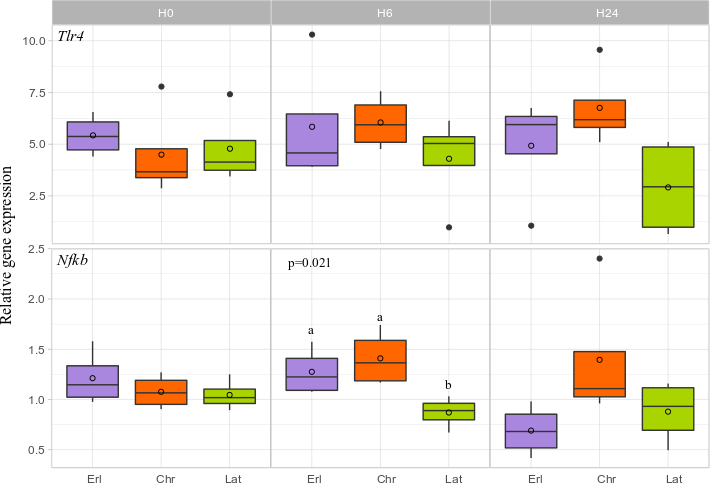 H0 H6 H24
Tlr4
10.0
7.5
5.0
2.5
Relative gene expression
Nfkb
p=0.021
2.5
2.0
1.5
1.0
0.5
a
a
b
Erl Chr Lat Erl Chr Lat Erl Chr Lat